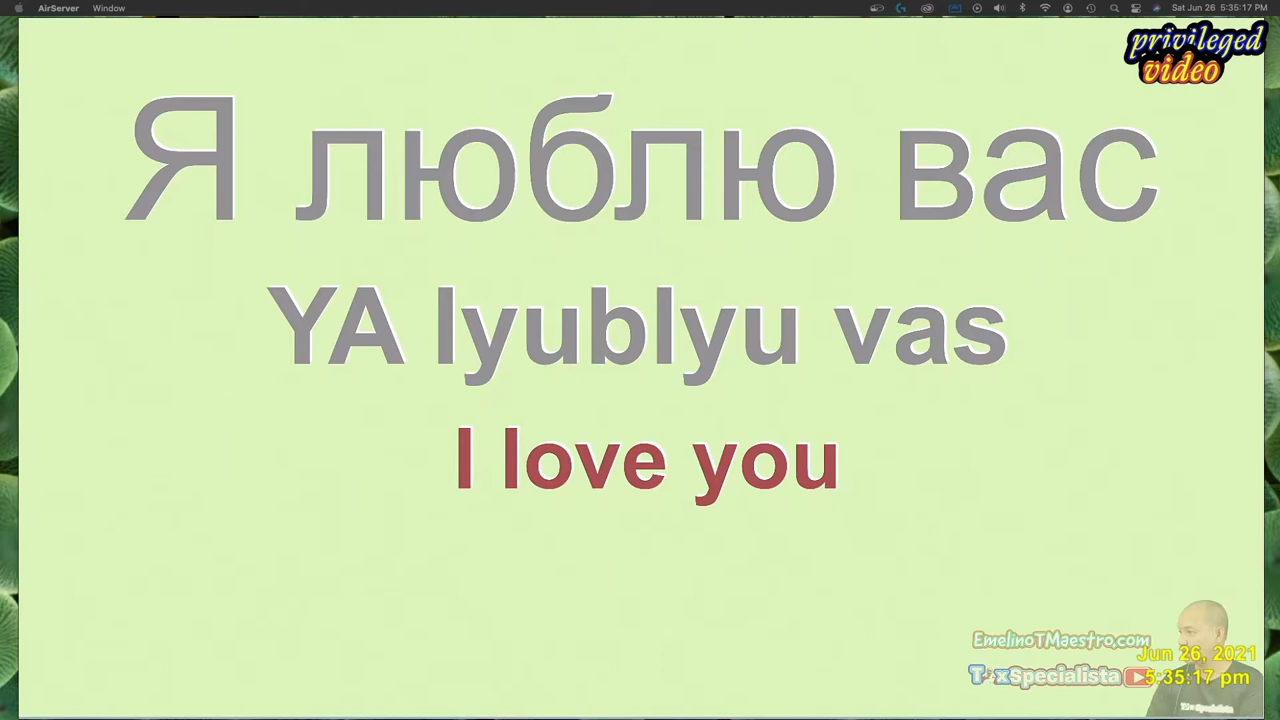 AirServer Window Sat Jun 26 5:35:17 PM
privileged
video
Я люблю вас
YA lyublyu vas
I love you
EmelinoTMaestro.com
Jun 26, 2021
5:35:17 pm